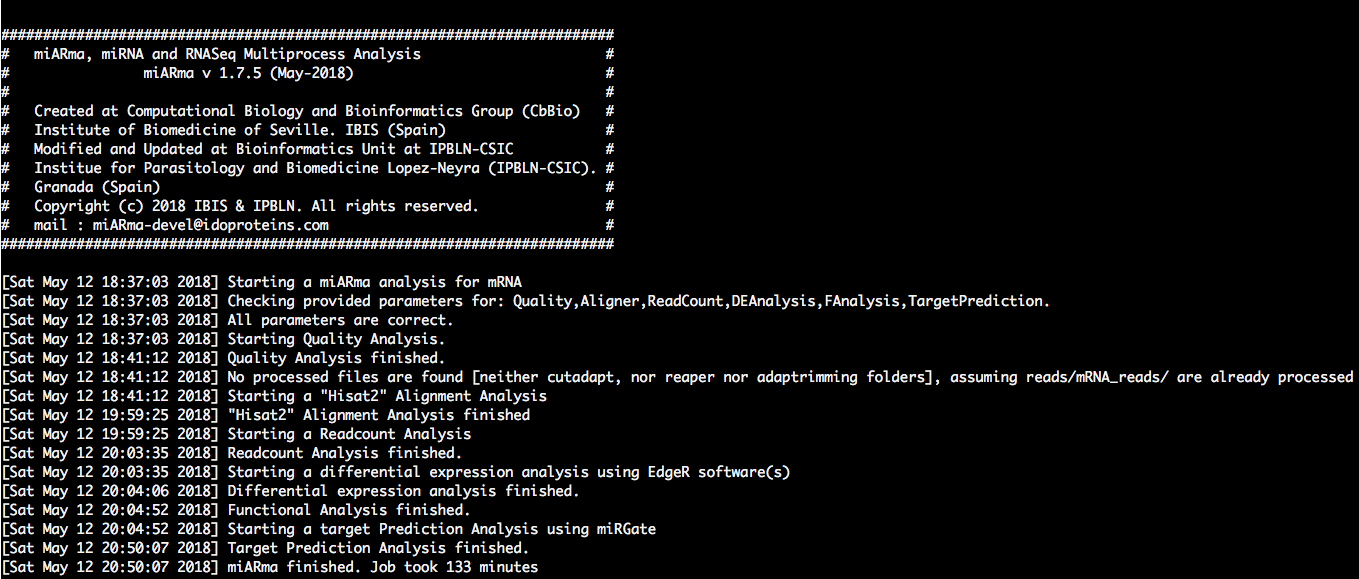 #########################################################################
#   miARma, miRNA and RNASeq Multiprocess Analysis                      #
#                miARma v 1.7.5 (May-2018)                              #
#                                                                       #
#   Created at Computational Biology and Bioinformatics Group (CbBio)   #
#   Institute of Biomedicine of Seville. IBIS (Spain)                   #
#   Modified and Updated at Bioinformatics Unit at IPBLN-CSIC           #
#   Institue for Parasitology and Biomedicine Lopez-Neyra (IPBLN-CSIC). #
#   Granada (Spain)                                                     #
#   Copyright (c) 2018 IBIS & IPBLN. All rights reserved.               #
#   mail : miARma-devel@idoproteins.com                                 #
#########################################################################
[Sat May 12 18:37:03 2018] Starting a miARma analysis for mRNA
[Sat May 12 18:37:03 2018] Checking provided parameters for: Quality,Aligner,ReadCount,DEAnalysis,FAnalysis,TargetPrediction.
[Sat May 12 18:37:03 2018] All parameters are correct.
[Sat May 12 18:37:03 2018] Starting Quality Analysis.
[Sat May 12 18:41:12 2018] Quality Analysis finished.
[Sat May 12 18:41:12 2018] No processed files are found [neither cutadapt, nor reaper nor adaptrimming folders], assuming reads/mRNA_reads/ are already processed
[Sat May 12 18:41:12 2018] Starting a "Hisat2" Alignment Analysis
[Sat May 12 19:59:25 2018] "Hisat2" Alignment Analysis finished
[Sat May 12 19:59:25 2018] Starting a Readcount Analysis
[Sat May 12 20:03:35 2018] Readcount Analysis finished.
[Sat May 12 20:03:35 2018] Starting a differential expression analysis using EdgeR software(s)
[Sat May 12 20:04:06 2018] Differential expression analysis finished.
[Sat May 12 20:04:52 2018] Functional Analysis finished.
[Sat May 12 20:04:52 2018] Starting a target Prediction Analysis using miRGate
[Sat May 12 20:50:07 2018] Target Prediction Analysis finished.
[Sat May 12 20:50:07 2018] miARma finished. Job took 133 minutes